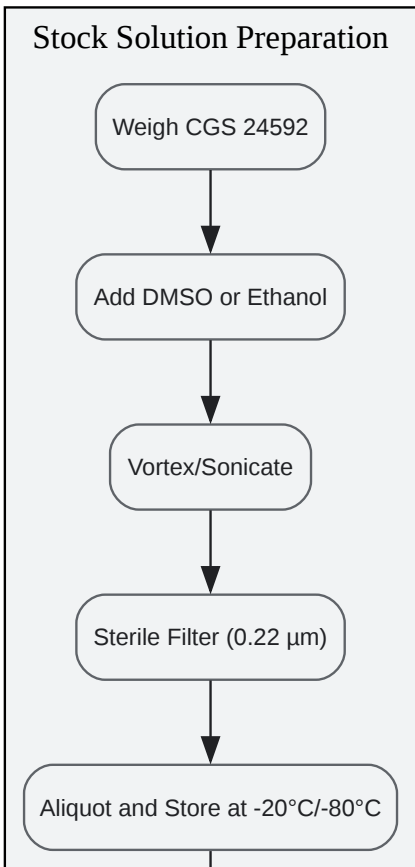 Stock Solution Preparation
Weigh CGS 24592
Add DMSO or Ethanol
Vortex/Sonicate
Sterile Filter (0.22 µm)
Aliquot and Store at -20°C/-80°C